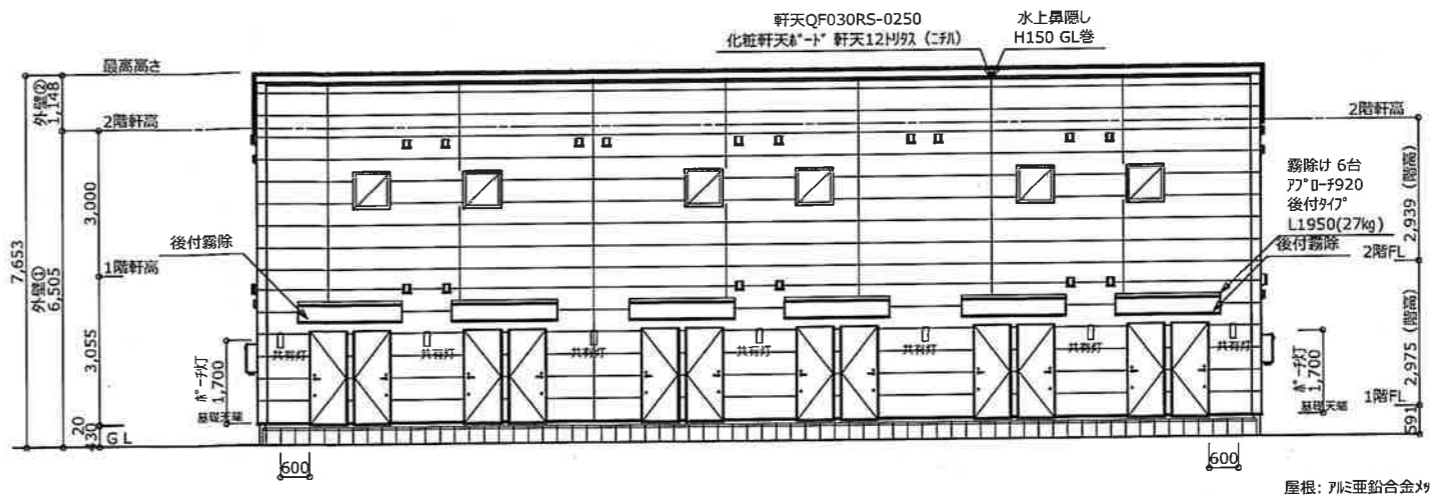 軒天QF030RS-0250
化粧軒天ﾎﾞｰﾄﾞ 軒天12ﾄﾘﾀｽ (ﾆﾁﾊ)
水上鼻隠し
H150 GL巻
最高高さ
外壁②
1,148
2階軒高
2階軒高
3,000
7,653
外壁①
6,505
後付霧除
1階軒高
霧除け 6台
ｱﾌﾟﾛｰﾁ920
後付ﾀｲﾌﾟ
L1950(27kg)
後付霧除
2,939 (階高)
2階FL
3,055
ﾎﾟｰﾁ灯
1,700
共有灯
共有灯
共有灯
共有灯
共有灯
共有灯
共有灯
ﾎﾟｰﾁ灯
1,700
2,975 (階高)
基礎天端
基礎天端
1階FL
20
430
GL
591
600
600
屋根: ｱﾙﾐ亜鉛合金ﾒｯ